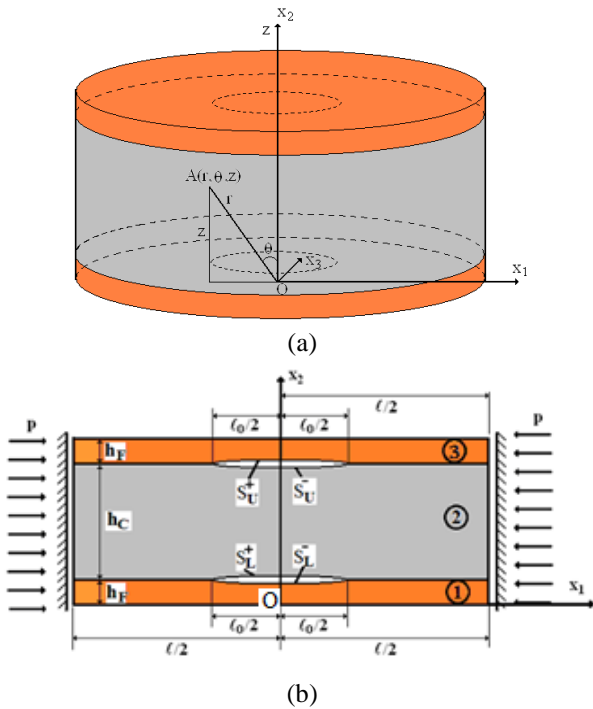 x₂
z
A(r,θ,z)
r
z
θ
x₃
O
x₁
(a)
x₂
ℓ/2
ℓ₀/2 ℓ₀/2
P P
h_F ③
S_U⁺ S_U⁻
h_C ②
S_L⁺ S_L⁻
h_F O ① x₁
ℓ₀/2 ℓ₀/2
ℓ/2 ℓ/2
(b)